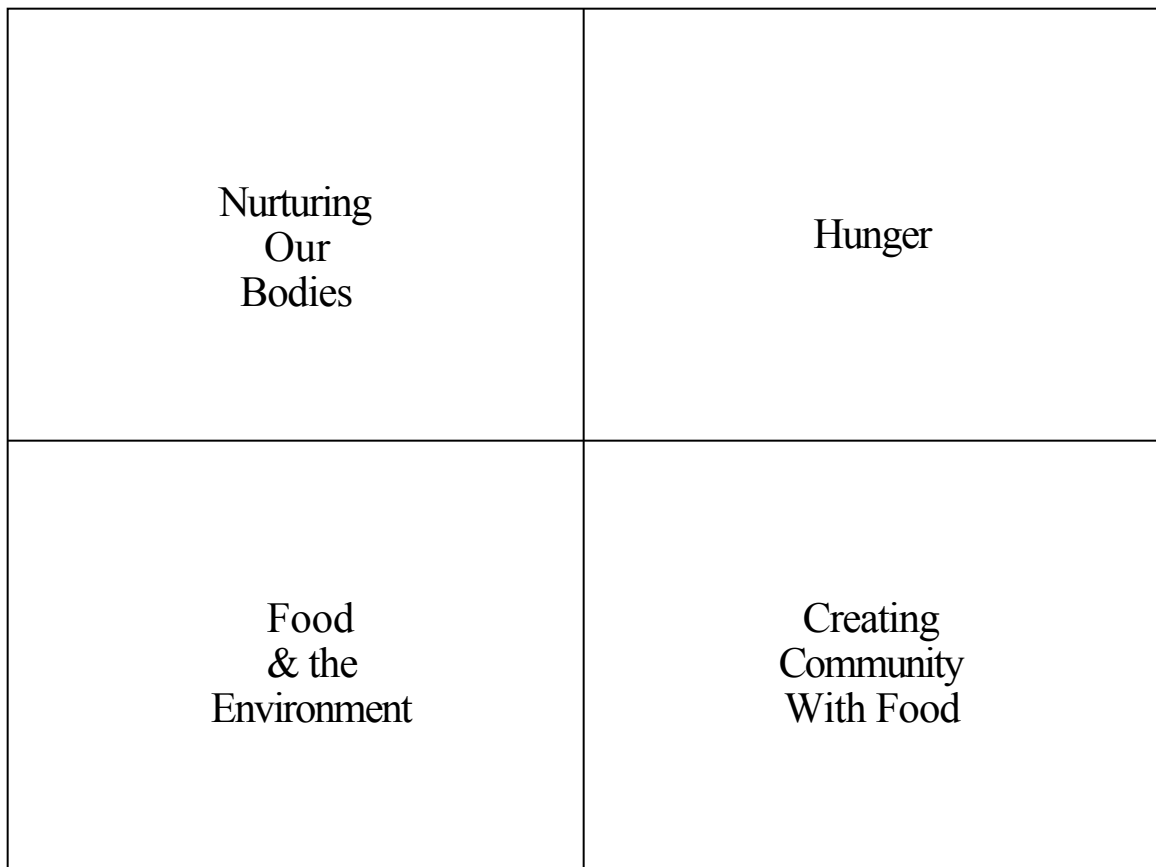 Nurturing
Our
Bodies
Hunger
Food
& the
Environment
Creating
Community
With Food